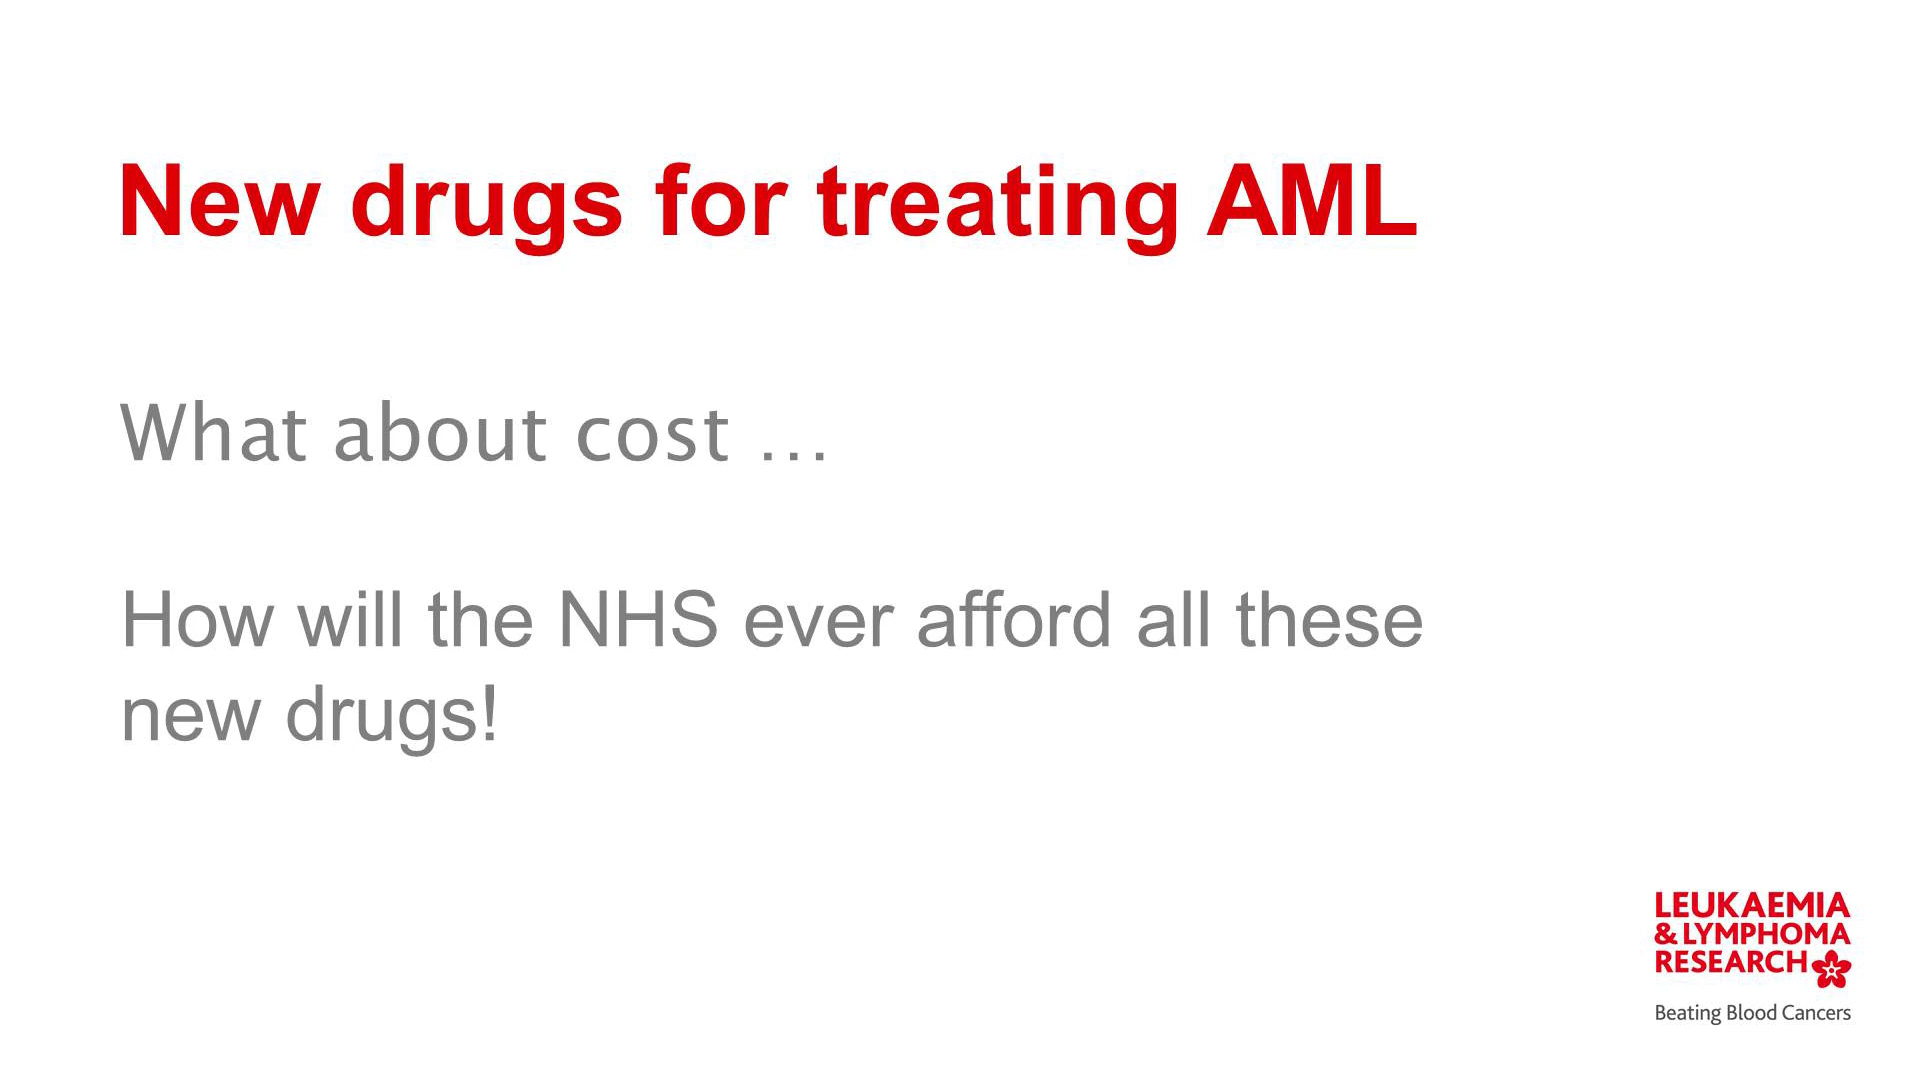 New drugs for treating AML
What about cost …
How will the NHS ever afford all these
new drugs!
LEUKAEMIA
& LYMPHOMA
RESEARCH
Beating Blood Cancers